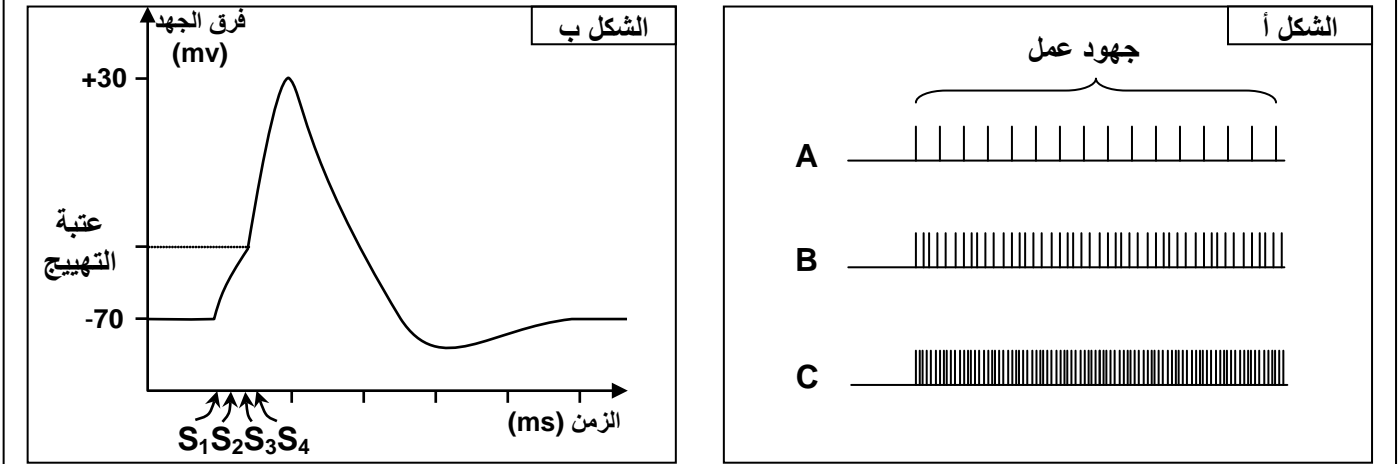 الشكل أ
جهود عمل
A
B
C
الشكل ب
فرق الجهد
(mv)
+30
عتبة
التهييج
-70
S₁S₂S₃S₄
الزمن (ms)